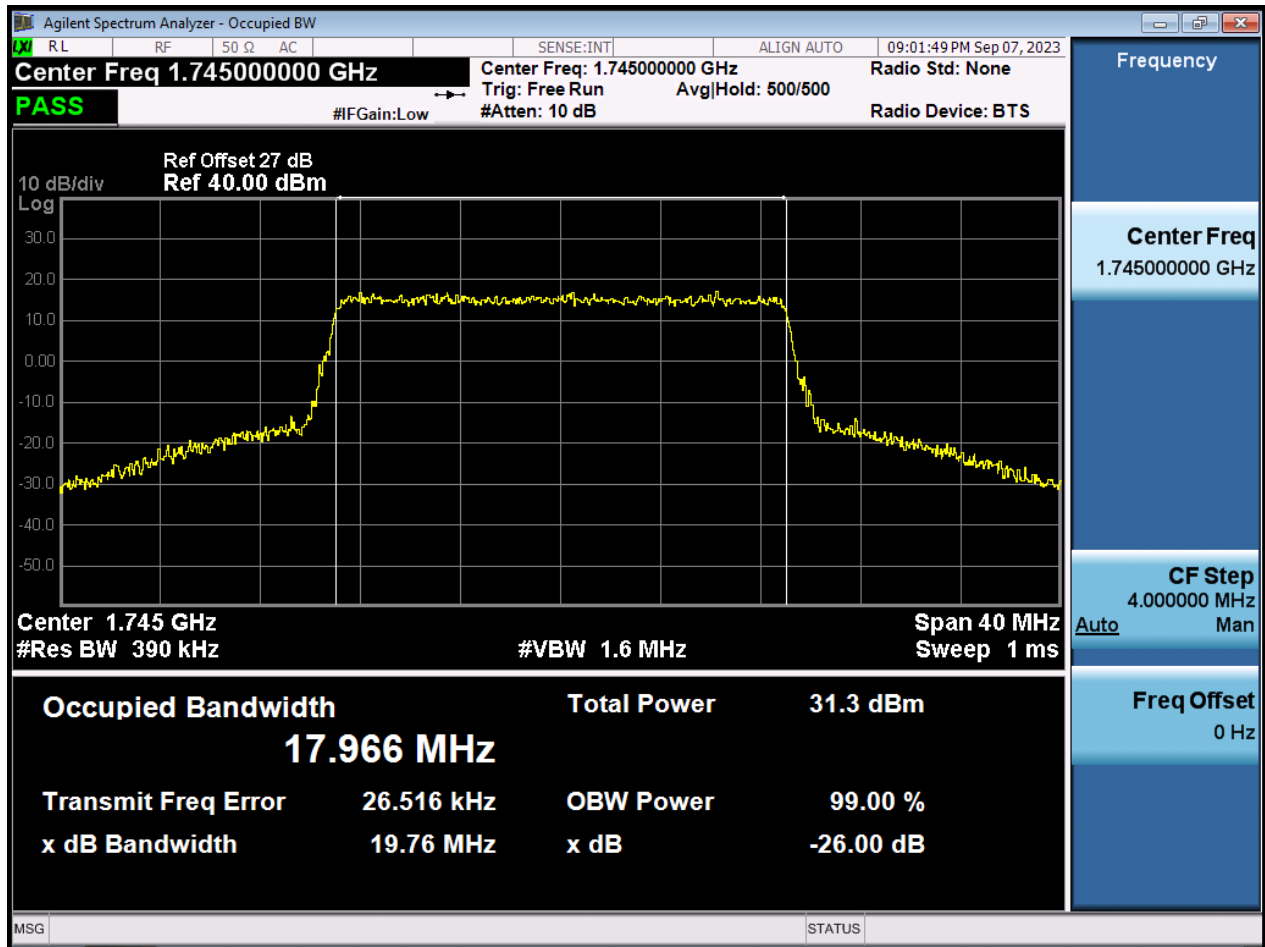 Agilent Spectrum Analyzer - Occupied BW
LXI RL RF 50 Ω AC SENSE:INT ALIGN AUTO 09:01:49 PM Sep 07, 2023
Center Freq 1.745000000 GHz
Center Freq: 1.745000000 GHz Radio Std: None
Trig: Free Run Avg|Hold: 500/500
PASS
#IFGain:Low #Atten: 10 dB Radio Device: BTS
Ref Offset 27 dB
10 dB/div Ref 40.00 dBm
Log
30.0
20.0
10.0
0.00
-10.0
-20.0
-30.0
-40.0
-50.0
Center 1.745 GHz Span 40 MHz
#Res BW 390 kHz #VBW 1.6 MHz Sweep 1 ms
Occupied Bandwidth Total Power 31.3 dBm
17.966 MHz
Transmit Freq Error 26.516 kHz OBW Power 99.00 %
x dB Bandwidth 19.76 MHz x dB -26.00 dB
MSG STATUS
Frequency
Center Freq
1.745000000 GHz
CF Step
4.000000 MHz
Auto Man
Freq Offset
0 Hz